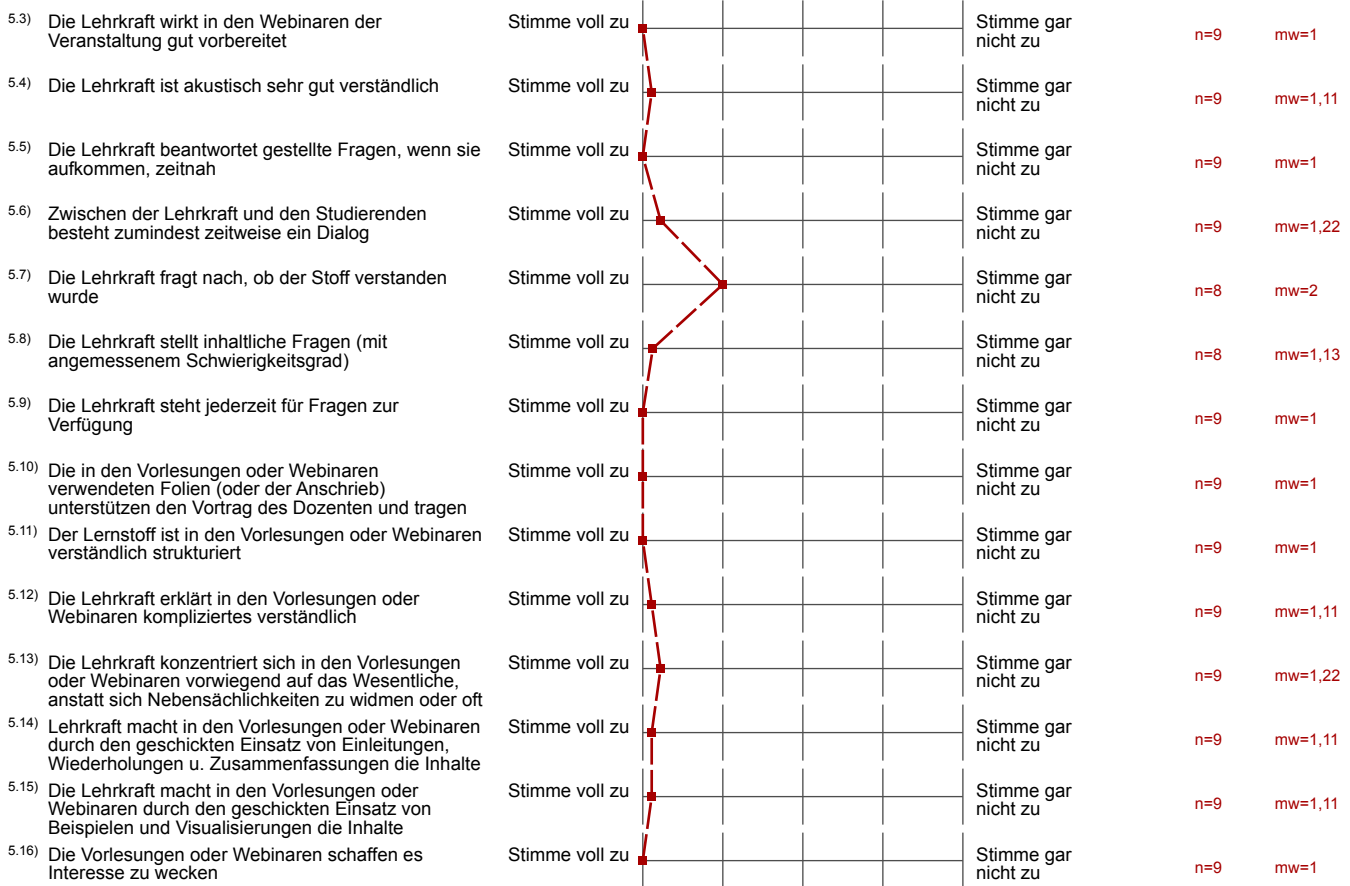 5.3) Die Lehrkraft wirkt in den Webinaren der
Veranstaltung gut vorbereitet
Stimme voll zu
Stimme gar
nicht zu
n=9
mw=1
5.4) Die Lehrkraft ist akustisch sehr gut verständlich
Stimme voll zu
Stimme gar
nicht zu
n=9
mw=1,11
5.5) Die Lehrkraft beantwortet gestellte Fragen, wenn sie
aufkommen, zeitnah
Stimme voll zu
Stimme gar
nicht zu
n=9
mw=1
5.6) Zwischen der Lehrkraft und den Studierenden
besteht zumindest zeitweise ein Dialog
Stimme voll zu
Stimme gar
nicht zu
n=9
mw=1,22
5.7) Die Lehrkraft fragt nach, ob der Stoff verstanden
wurde
Stimme voll zu
Stimme gar
nicht zu
n=8
mw=2
5.8) Die Lehrkraft stellt inhaltliche Fragen (mit
angemessenem Schwierigkeitsgrad)
Stimme voll zu
Stimme gar
nicht zu
n=8
mw=1,13
5.9) Die Lehrkraft steht jederzeit für Fragen zur
Verfügung
Stimme voll zu
Stimme gar
nicht zu
n=9
mw=1
5.10) Die in den Vorlesungen oder Webinaren
verwendeten Folien (oder der Anschrieb)
unterstützen den Vortrag des Dozenten und tragen
Stimme voll zu
Stimme gar
nicht zu
n=9
mw=1
5.11) Der Lernstoff ist in den Vorlesungen oder Webinaren
verständlich strukturiert
Stimme voll zu
Stimme gar
nicht zu
n=9
mw=1
5.12) Die Lehrkraft erklärt in den Vorlesungen oder
Webinaren kompliziertes verständlich
Stimme voll zu
Stimme gar
nicht zu
n=9
mw=1,11
5.13) Die Lehrkraft konzentriert sich in den Vorlesungen
oder Webinaren vorwiegend auf das Wesentliche,
anstatt sich Nebensächlichkeiten zu widmen oder oft
Stimme voll zu
Stimme gar
nicht zu
n=9
mw=1,22
5.14) Lehrkraft macht in den Vorlesungen oder Webinaren
durch den geschickten Einsatz von Einleitungen,
Wiederholungen u. Zusammenfassungen die Inhalte
Stimme voll zu
Stimme gar
nicht zu
n=9
mw=1,11
5.15) Die Lehrkraft macht in den Vorlesungen oder
Webinaren durch den geschickten Einsatz von
Beispielen und Visualisierungen die Inhalte
Stimme voll zu
Stimme gar
nicht zu
n=9
mw=1,11
5.16) Die Vorlesungen oder Webinaren schaffen es
Interesse zu wecken
Stimme voll zu
Stimme gar
nicht zu
n=9
mw=1